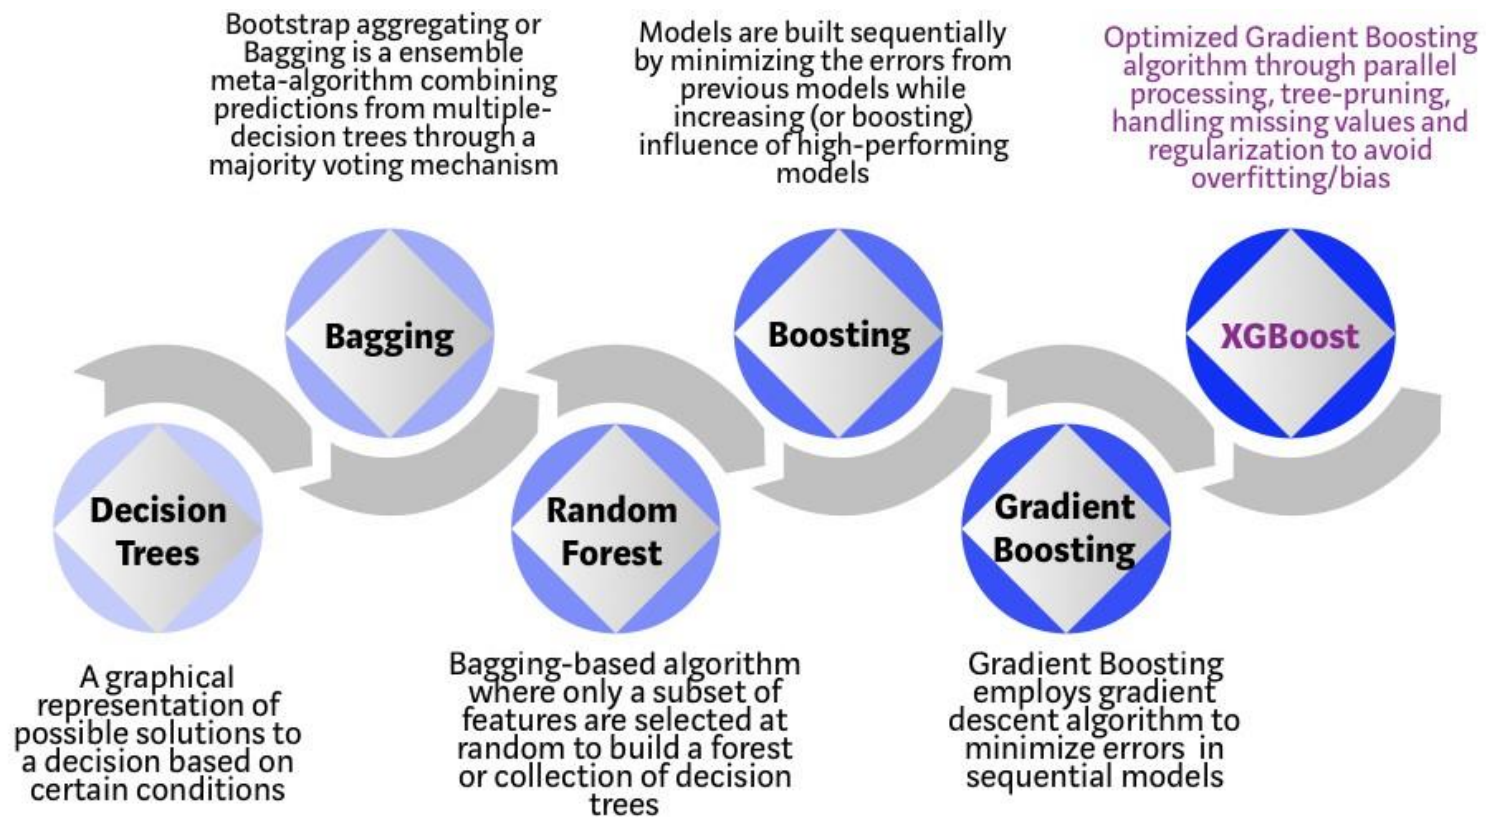 Bootstrap aggregating or
Bagging is a ensemble
meta-algorithm combining
predictions from multiple-
decision trees through a
majority voting mechanism
Models are built sequentially
by minimizing the errors from
previous models while
increasing (or boosting)
influence of high-performing
models
Optimized Gradient Boosting
algorithm through parallel
processing, tree-pruning,
handling missing values and
regularization to avoid
overfitting/bias
Bagging
Boosting
XGBoost
Decision
Trees
Random
Forest
Gradient
Boosting
A graphical
representation of
possible solutions to
a decision based on
certain conditions
Bagging-based algorithm
where only a subset of
features are selected at
random to build a forest
or collection of decision
trees
Gradient Boosting
employs gradient
descent algorithm to
minimize errors in
sequential models